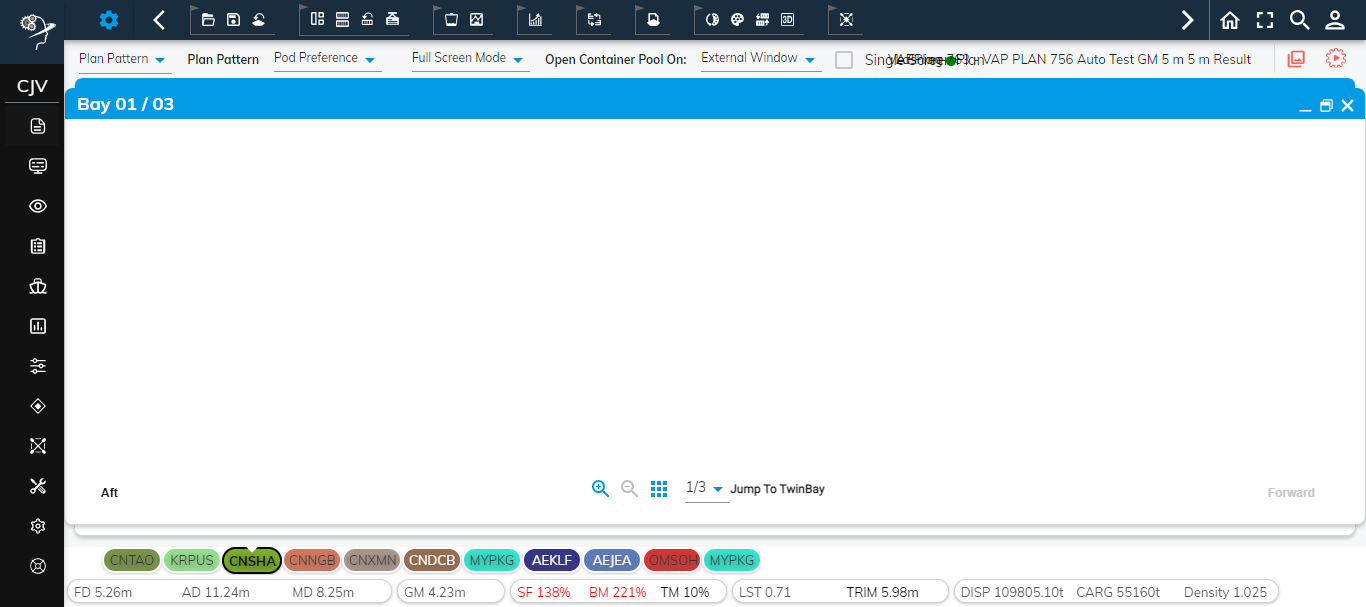 CJV
Plan Pattern
Plan Pattern
Pod Preference
Full Screen Mode
Open Container Pool On:
External Window
VAP PLAN 756 Auto Test GM 5 m 5 m Result
Bay 01 / 03
3D
Aft
1/3
Jump To TwinBay
Forward
CNTAO KRPUS CNSHA CNNGB CNXMN CNDCB MYPKG AEKLF AEJEA OMSOH MYPKG
FD 5.26m AD 11.24m MD 8.25m GM 4.23m SF 138% BM 221% TM 10% LST 0.71 TRIM 5.98m DISP 109805.10t CARG 55160t Density 1.025